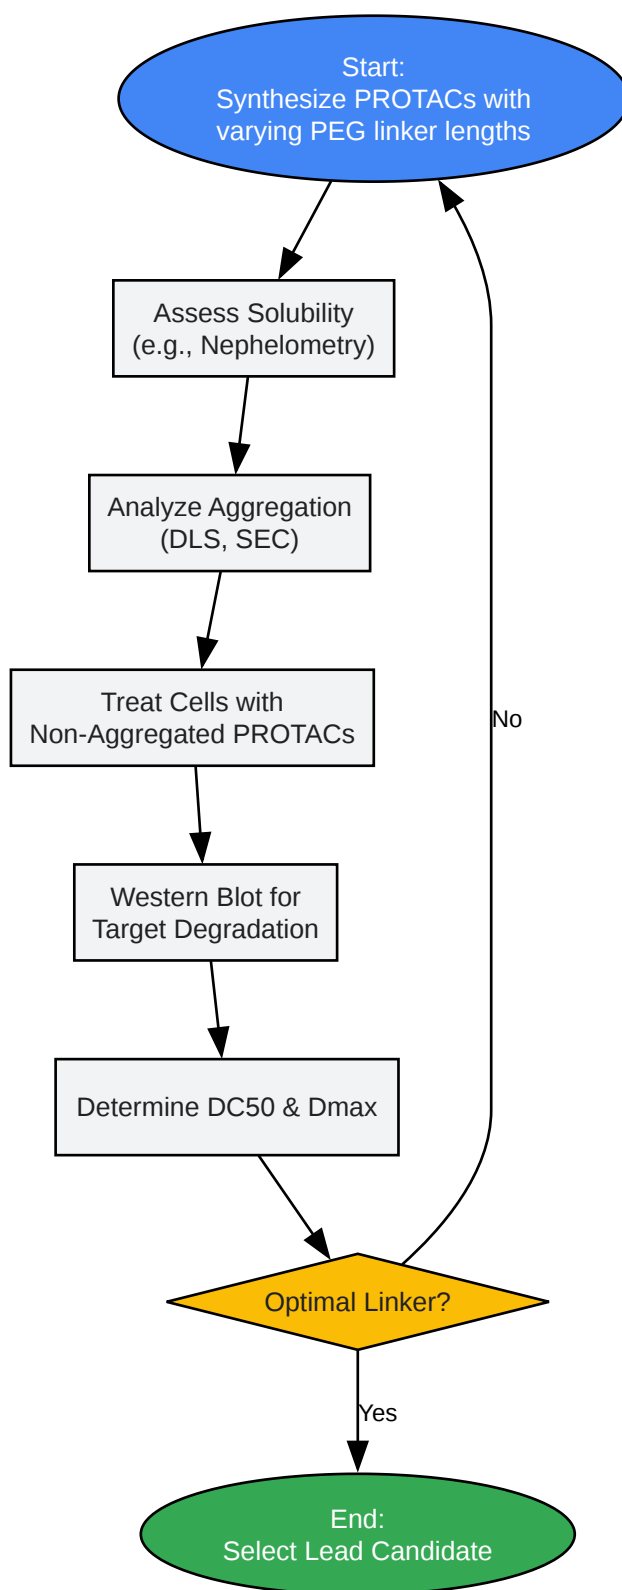 Start:
Synthesize PROTACs with
varying PEG linker lengths
Assess Solubility
(e.g., Nephelometry)
Analyze Aggregation
(DLS, SEC)
Treat Cells with
Non-Aggregated PROTACs
No
Western Blot for
Target Degradation
Determine DC50 & Dmax
Optimal Linker?
Yes
End:
Select Lead Candidate